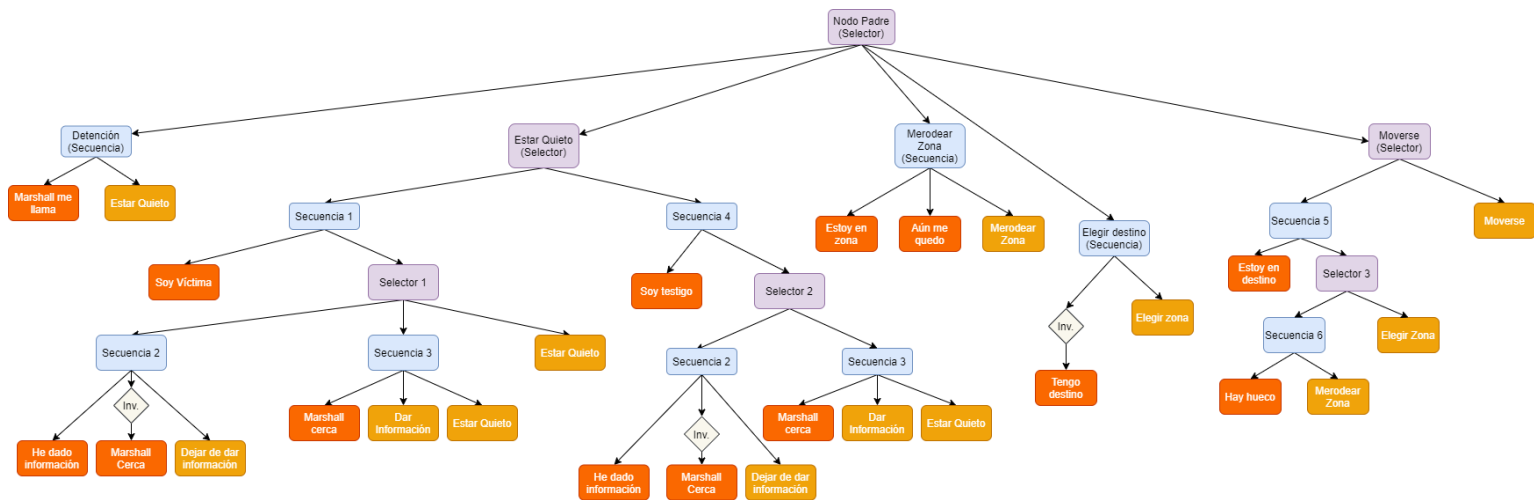 Nodo Padre
(Selector)
Detención
(Secuencia)
Estar Quieto
(Selector)
Merodear
Zona
(Secuencia)
Moverse
(Selector)
Marshall me
llama
Estar Quieto
Secuencia 1
Secuencia 4
Estoy en
zona
Aún me
quedo
Merodear
Zona
Elegir destino
(Secuencia)
Secuencia 5
Moverse
Soy Víctima
Selector 1
Soy testigo
Selector 2
Estoy en
destino
Selector 3
Inv.
Elegir zona
Secuencia 2
Secuencia 3
Estar Quieto
Secuencia 2
Secuencia 3
Tengo
destino
Secuencia 6
Elegir Zona
Inv.
Marshall
cerca
Dar
Información
Estar Quieto
Inv.
Marshall
cerca
Dar
Información
Estar Quieto
Hay hueco
Merodear
Zona
He dado
información
Marshall
Cerca
Dejar de dar
información
He dado
información
Marshall
Cerca
Dejar de dar
información